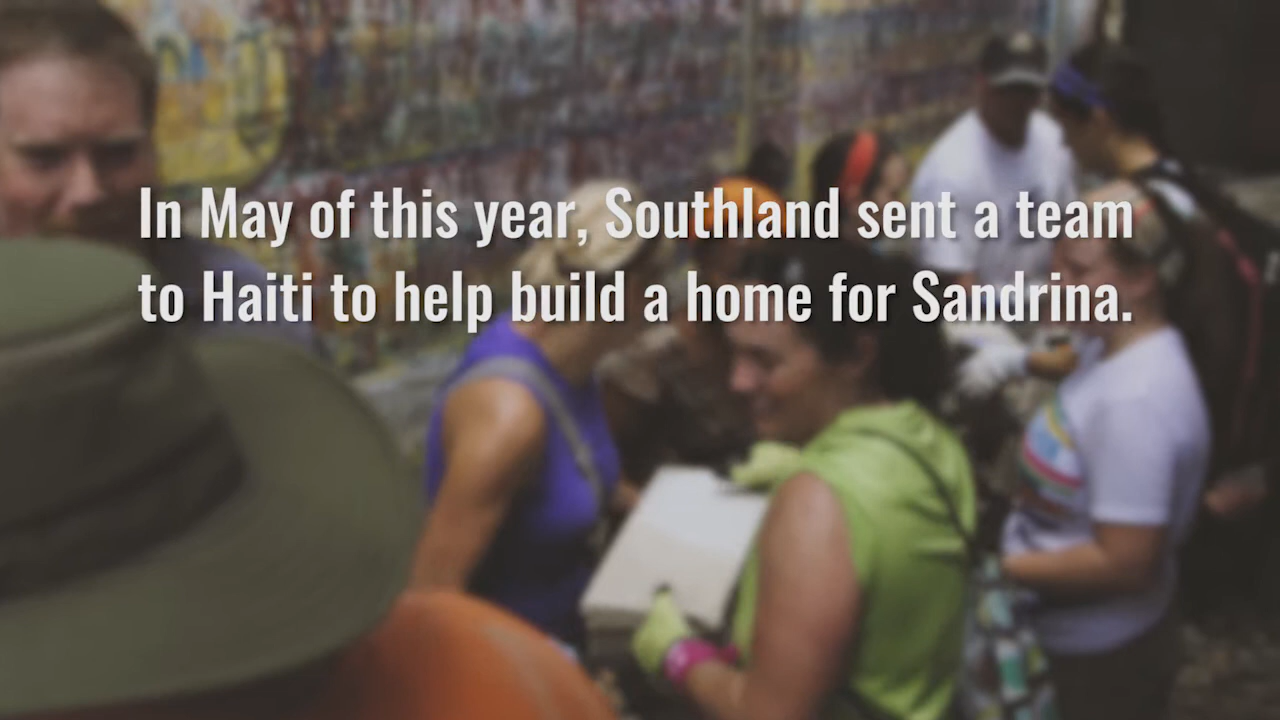 In May of this year, Southland sent a team
to Haiti to help build a home for Sandrina.